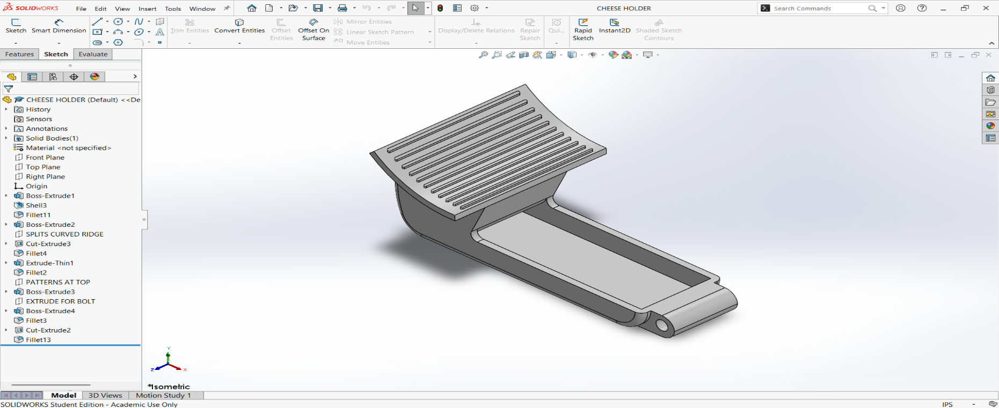 SOLIDWORKS File Edit View Insert Tools Window CHEESE HOLDER Search Commands
Sketch Smart Dimension Trim Entities Convert Entities Offset Entities Offset On Surface Mirror Entities Linear Sketch Pattern Move Entities Display/Delete Relations Repair Sketch Qui... Rapid Sketch Instant2D Shaded Sketch Contours
Features Sketch Evaluate
CHEESE HOLDER (Default) <<De
History
Sensors
Annotations
Solid Bodies(1)
Material <not specified>
Front Plane
Top Plane
Right Plane
Origin
Boss-Extrude1
Shell3
Fillet11
Boss-Extrude2
SPLITS CURVED RIDGE
Cut-Extrude3
Fillet4
Extrude-Thin1
Fillet2
PATTERNS AT TOP
Boss-Extrude3
EXTRUDE FOR BOLT
Boss-Extrude4
Fillet3
Cut-Extrude2
Fillet13
Y
Z X
*Isometric
Model 3D Views Motion Study 1
SOLIDWORKS Student Edition - Academic Use Only IPS